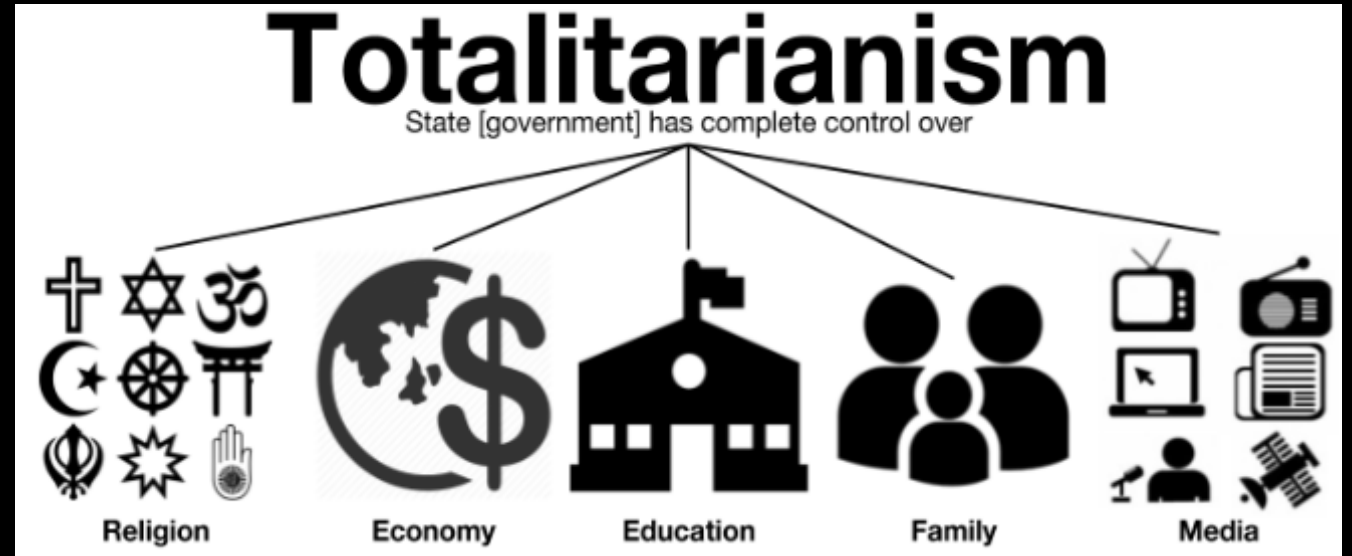 Totalitarianism
State [government] has complete control over
Religion
Economy
Education
Family
Media